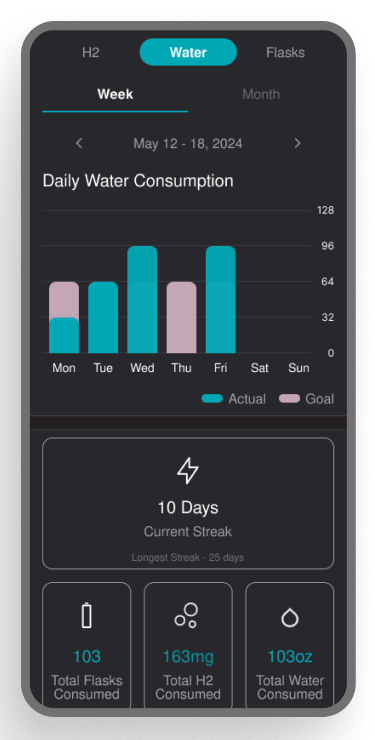 H2 Water Flasks
Week Month
< May 12 - 18, 2024 >
Daily Water Consumption
128
96
64
32
0
Mon Tue Wed Thu Fri Sat Sun
Actual Goal
10 Days
Current Streak
Longest Streak - 25 days
103 163mg 103oz
Total Flasks Total H2 Total Water
Consumed Consumed Consumed